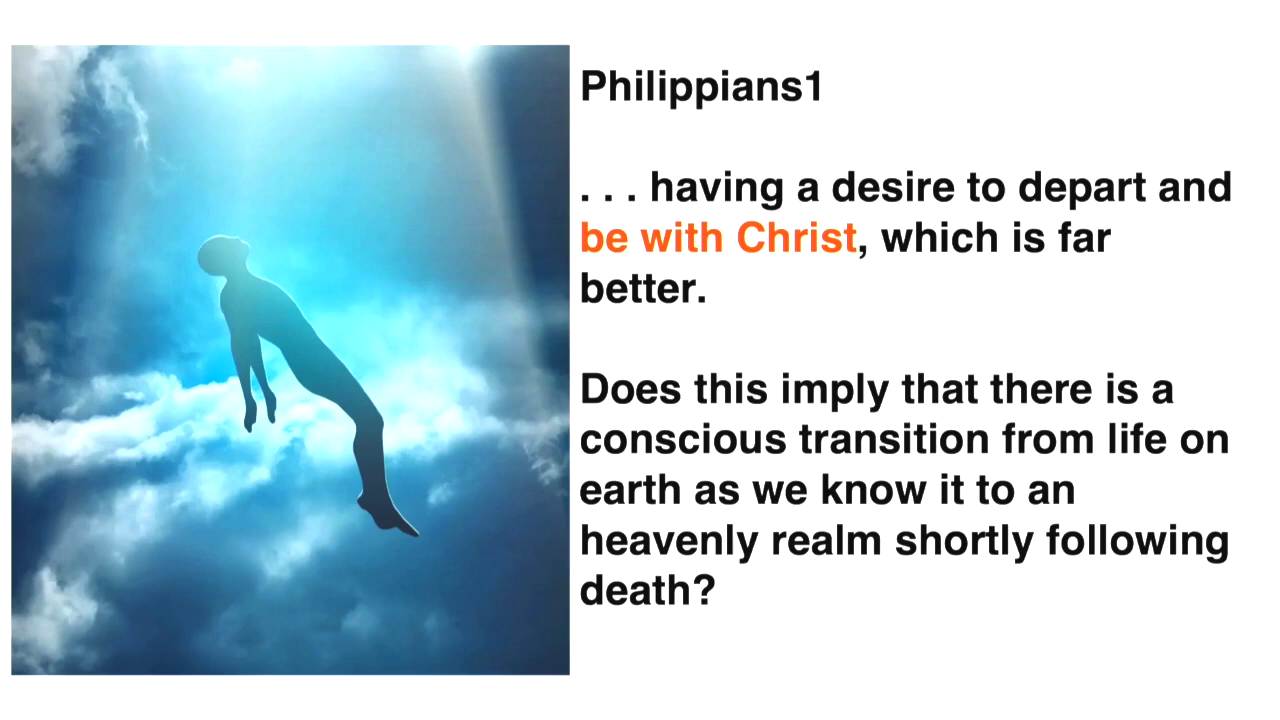 Philippians1
. . . having a desire to depart and
be with Christ, which is far
better.
Does this imply that there is a
conscious transition from life on
earth as we know it to an
heavenly realm shortly following
death?